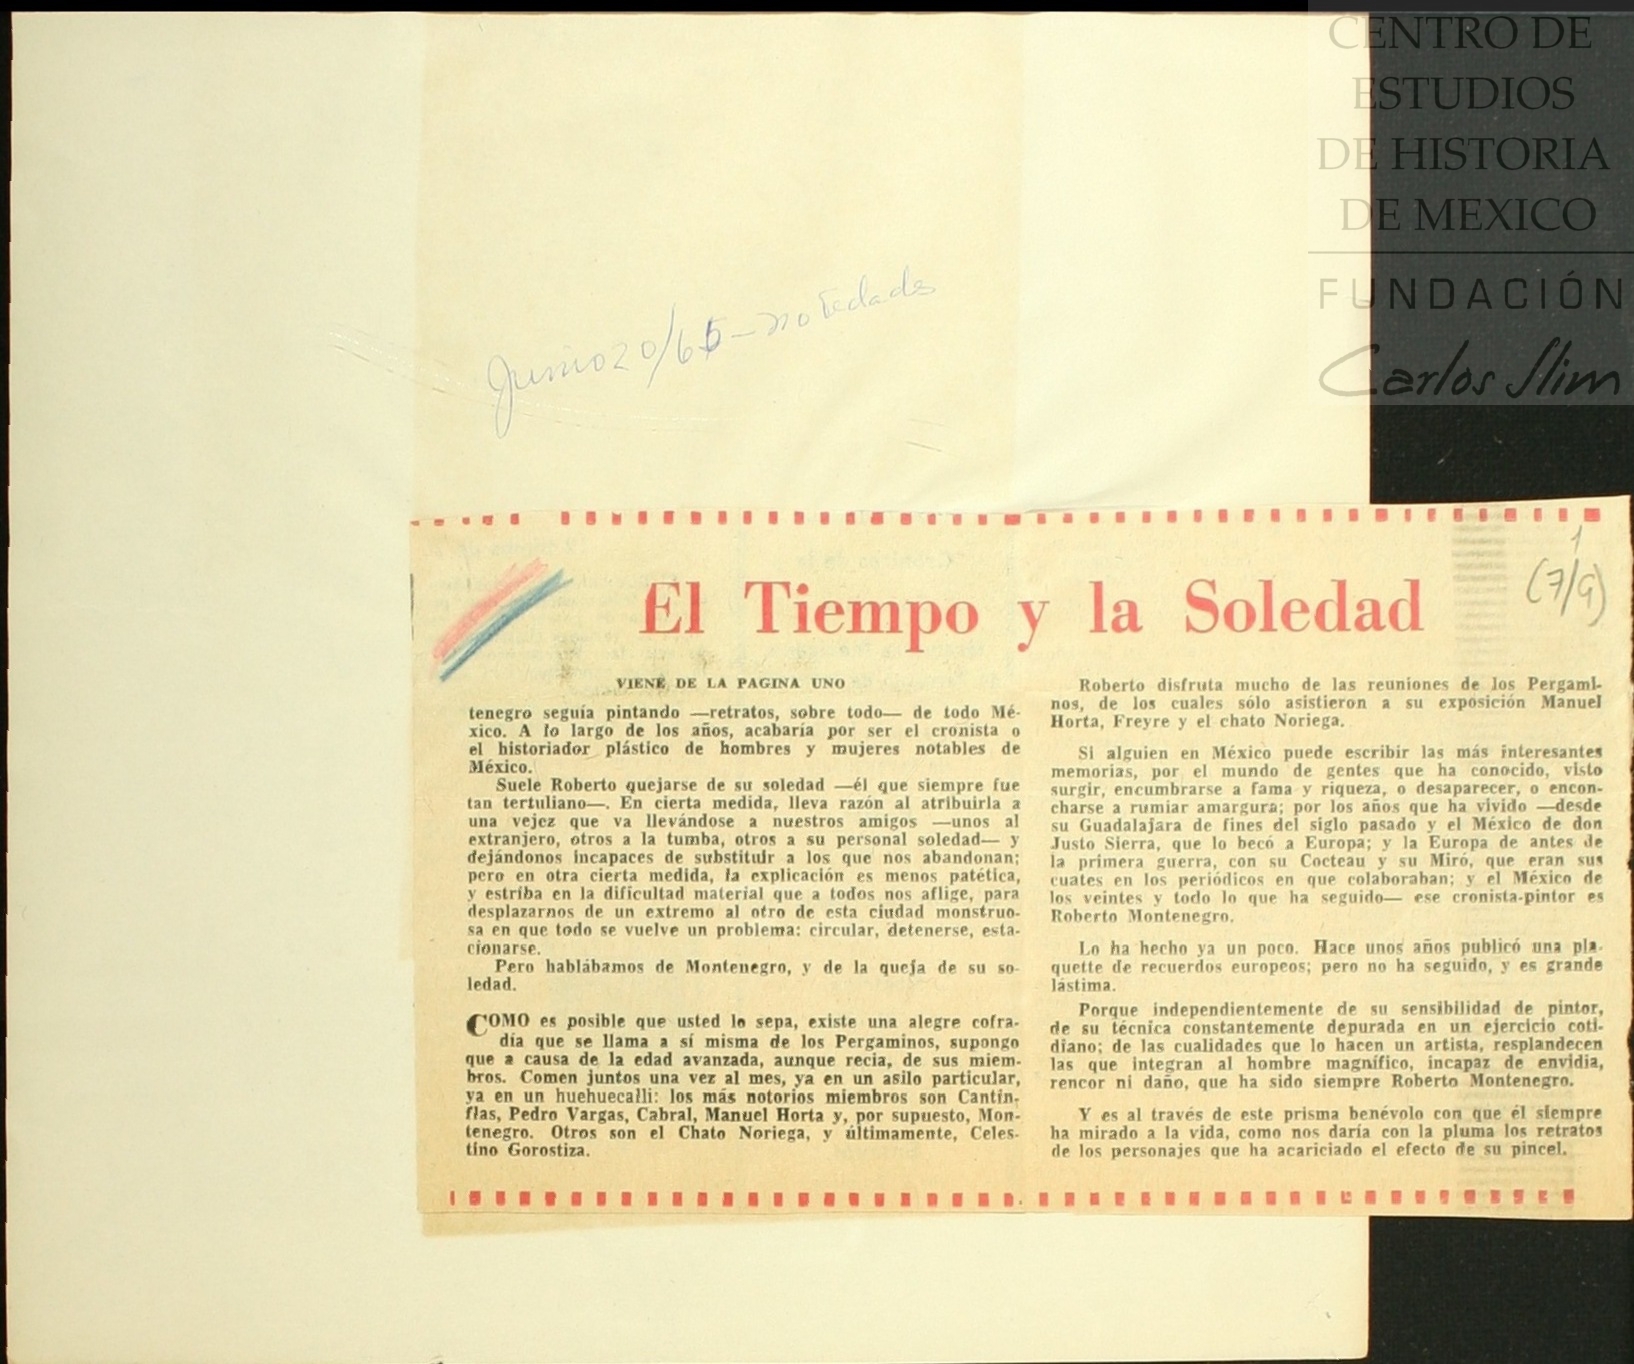 CENTRO DE
ESTUDIOS
DE HISTORIA
DE MEXICO
FUNDACIÓN
Carlos Slim
Junio 20/65 - novedades
1
(7/G)
El Tiempo y la Soledad
VIENE DE LA PAGINA UNO
tenegro seguía pintando —retratos, sobre todo— de todo Mé-
xico. A lo largo de los años, acabaría por ser el cronista o
el historiador plástico de hombres y mujeres notables de
México.
Suele Roberto quejarse de su soledad —él que siempre fue
tan tertuliano—. En cierta medida, lleva razón al atribuirla a
una vejez que va llevándose a nuestros amigos —unos al
extranjero, otros a la tumba, otros a su personal soledad— y
dejándonos incapaces de substituir a los que nos abandonan;
pero en otra cierta medida, la explicación es menos patética,
y estriba en la dificultad material que a todos nos aflige, para
desplazarnos de un extremo al otro de esta ciudad monstruo-
sa en que todo se vuelve un problema: circular, detenerse, esta-
cionarse.
Pero hablábamos de Montenegro, y de la queja de su so-
ledad.
COMO es posible que usted lo sepa, existe una alegre cofra-
día que se llama a sí misma de los Pergaminos, supongo
que a causa de la edad avanzada, aunque recia, de sus miem-
bros. Comen juntos una vez al mes, ya en un asilo particular,
ya en un huehuecalli: los más notorios miembros son Cantin-
flas, Pedro Vargas, Cabral, Manuel Horta y, por supuesto, Mon-
tenegro. Otros son el Chato Noriega, y últimamente, Celes-
tino Gorostiza.
Roberto disfruta mucho de las reuniones de los Pergami-
nos, de los cuales sólo asistieron a su exposición Manuel
Horta, Freyre y el chato Noriega.
Si alguien en México puede escribir las más interesantes
memorias, por el mundo de gentes que ha conocido, visto
surgir, encumbrarse a fama y riqueza, o desaparecer, o encon-
charse a rumiar amargura; por los años que ha vivido —desde
su Guadalajara de fines del siglo pasado y el México de don
Justo Sierra, que lo becó a Europa; y la Europa de antes de
la primera guerra, con su Cocteau y su Miró, que eran sus
cuates en los periódicos en que colaboraban; y el México de
los veintes y todo lo que ha seguido— ese cronista-pintor es
Roberto Montenegro.
Lo ha hecho ya un poco. Hace unos años publicó una pla-
quette de recuerdos europeos; pero no ha seguido, y es grande
lástima.
Porque independientemente de su sensibilidad de pintor,
de su técnica constantemente depurada en un ejercicio coti-
diano; de las cualidades que lo hacen un artista, resplandecen
las que integran al hombre magnífico, incapaz de envidia,
rencor ni daño, que ha sido siempre Roberto Montenegro.
Y es al través de este prisma benévolo con que él siempre
ha mirado a la vida, como nos daría con la pluma los retratos
de los personajes que ha acariciado el efecto de su pincel.